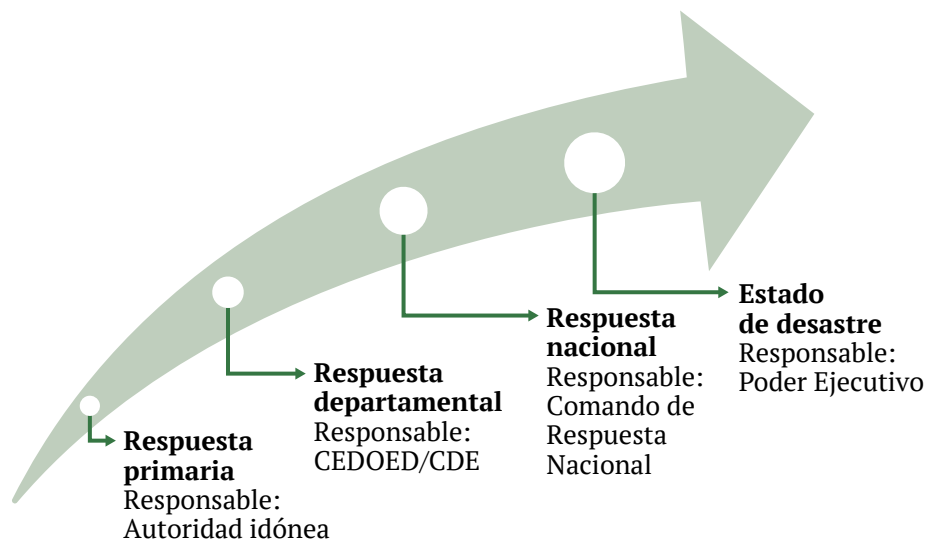 Respuesta
primaria
Responsable:
Autoridad idónea
Respuesta
departamental
Responsable:
CEDOED/CDE
Respuesta
nacional
Responsable:
Comando de
Respuesta
Nacional
Estado
de desastre
Responsable:
Poder Ejecutivo